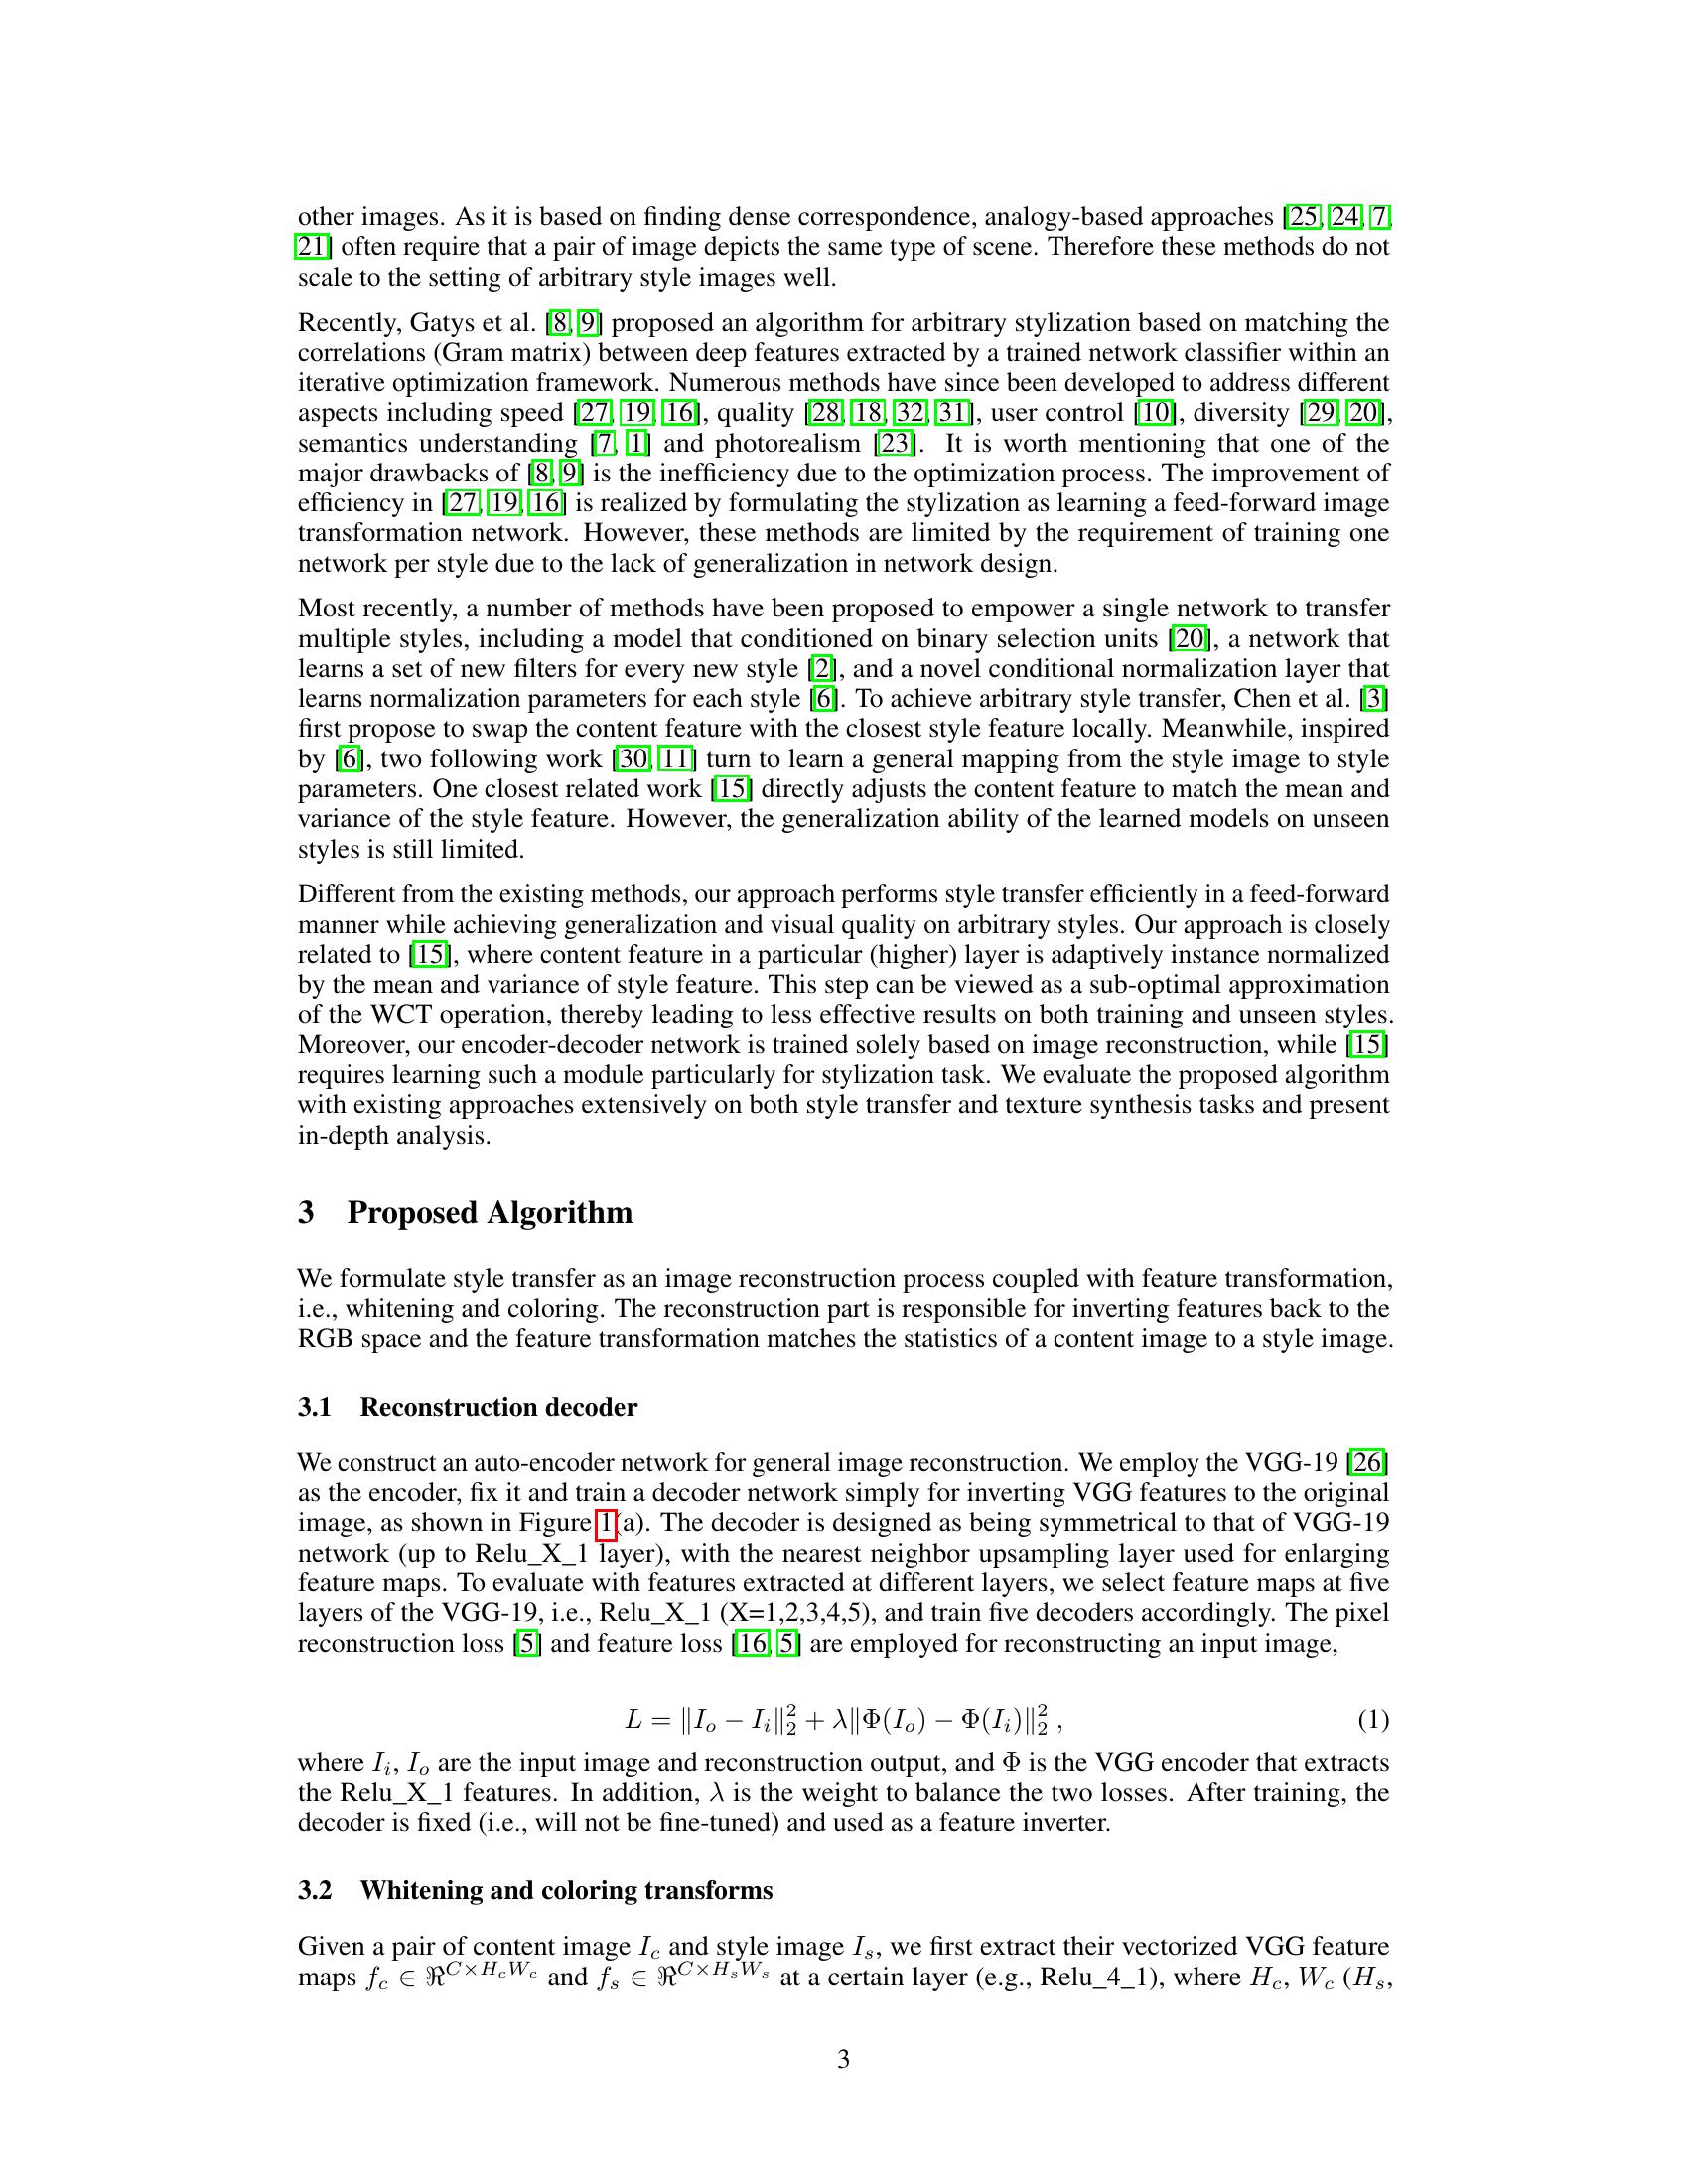 other images. As it is based on finding dense correspondence, analogy-based approaches [25, 24, 7,
21] often require that a pair of image depicts the same type of scene. Therefore these methods do not
scale to the setting of arbitrary style images well.
Recently, Gatys et al. [8, 9] proposed an algorithm for arbitrary stylization based on matching the
correlations (Gram matrix) between deep features extracted by a trained network classifier within an
iterative optimization framework. Numerous methods have since been developed to address different
aspects including speed [27, 19, 16], quality [28, 18, 32, 31], user control [10], diversity [29, 20],
semantics understanding [7, 1] and photorealism [23]. It is worth mentioning that one of the
major drawbacks of [8, 9] is the inefficiency due to the optimization process. The improvement of
efficiency in [27, 19, 16] is realized by formulating the stylization as learning a feed-forward image
transformation network. However, these methods are limited by the requirement of training one
network per style due to the lack of generalization in network design.
Most recently, a number of methods have been proposed to empower a single network to transfer
multiple styles, including a model that conditioned on binary selection units [20], a network that
learns a set of new filters for every new style [2], and a novel conditional normalization layer that
learns normalization parameters for each style [6]. To achieve arbitrary style transfer, Chen et al. [3]
first propose to swap the content feature with the closest style feature locally. Meanwhile, inspired
by [6], two following work [30, 11] turn to learn a general mapping from the style image to style
parameters. One closest related work [15] directly adjusts the content feature to match the mean and
variance of the style feature. However, the generalization ability of the learned models on unseen
styles is still limited.
Different from the existing methods, our approach performs style transfer efficiently in a feed-forward
manner while achieving generalization and visual quality on arbitrary styles. Our approach is closely
related to [15], where content feature in a particular (higher) layer is adaptively instance normalized
by the mean and variance of style feature. This step can be viewed as a sub-optimal approximation
of the WCT operation, thereby leading to less effective results on both training and unseen styles.
Moreover, our encoder-decoder network is trained solely based on image reconstruction, while [15]
requires learning such a module particularly for stylization task. We evaluate the proposed algorithm
with existing approaches extensively on both style transfer and texture synthesis tasks and present
in-depth analysis.
3 Proposed Algorithm
We formulate style transfer as an image reconstruction process coupled with feature transformation,
i.e., whitening and coloring. The reconstruction part is responsible for inverting features back to the
RGB space and the feature transformation matches the statistics of a content image to a style image.
3.1 Reconstruction decoder
We construct an auto-encoder network for general image reconstruction. We employ the VGG-19 [26]
as the encoder, fix it and train a decoder network simply for inverting VGG features to the original
image, as shown in Figure 1(a). The decoder is designed as being symmetrical to that of VGG-19
network (up to Relu_X_1 layer), with the nearest neighbor upsampling layer used for enlarging
feature maps. To evaluate with features extracted at different layers, we select feature maps at five
layers of the VGG-19, i.e., Relu_X_1 (X=1,2,3,4,5), and train five decoders accordingly. The pixel
reconstruction loss [5] and feature loss [16, 5] are employed for reconstructing an input image,
L = ‖I_o − I_i‖_2^2 + λ‖Φ(I_o) − Φ(I_i)‖_2^2 , (1)
where I_i, I_o are the input image and reconstruction output, and Φ is the VGG encoder that extracts
the Relu_X_1 features. In addition, λ is the weight to balance the two losses. After training, the
decoder is fixed (i.e., will not be fine-tuned) and used as a feature inverter.
3.2 Whitening and coloring transforms
Given a pair of content image I_c and style image I_s, we first extract their vectorized VGG feature
maps f_c ∈ ℜ^{C×H_cW_c} and f_s ∈ ℜ^{C×H_sW_s} at a certain layer (e.g., Relu_4_1), where H_c, W_c (H_s,
3